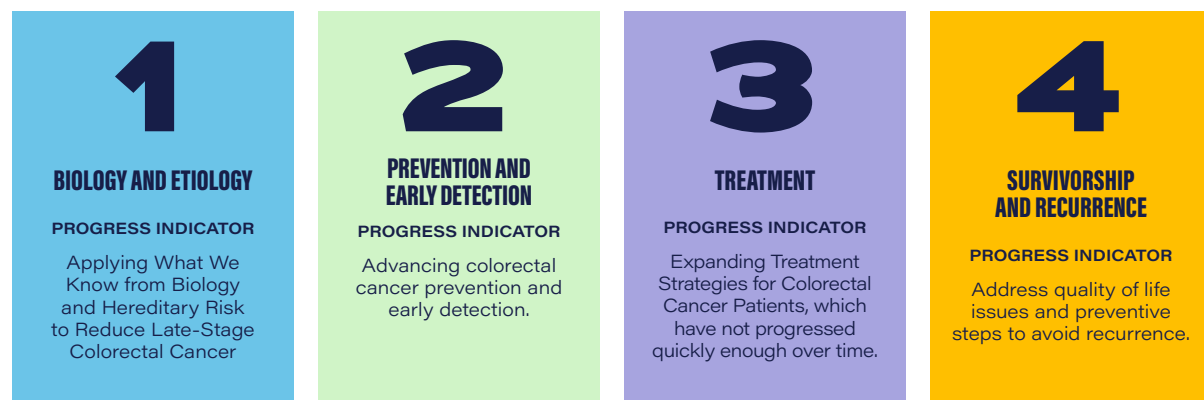 1
BIOLOGY AND ETIOLOGY
PROGRESS INDICATOR
Applying What We
Know from Biology
and Hereditary Risk
to Reduce Late-Stage
Colorectal Cancer
2
PREVENTION AND
EARLY DETECTION
PROGRESS INDICATOR
Advancing colorectal
cancer prevention and
early detection.
3
TREATMENT
PROGRESS INDICATOR
Expanding Treatment
Strategies for Colorectal
Cancer Patients, which
have not progressed
quickly enough over time.
4
SURVIVORSHIP
AND RECURRENCE
PROGRESS INDICATOR
Address quality of life
issues and preventive
steps to avoid recurrence.